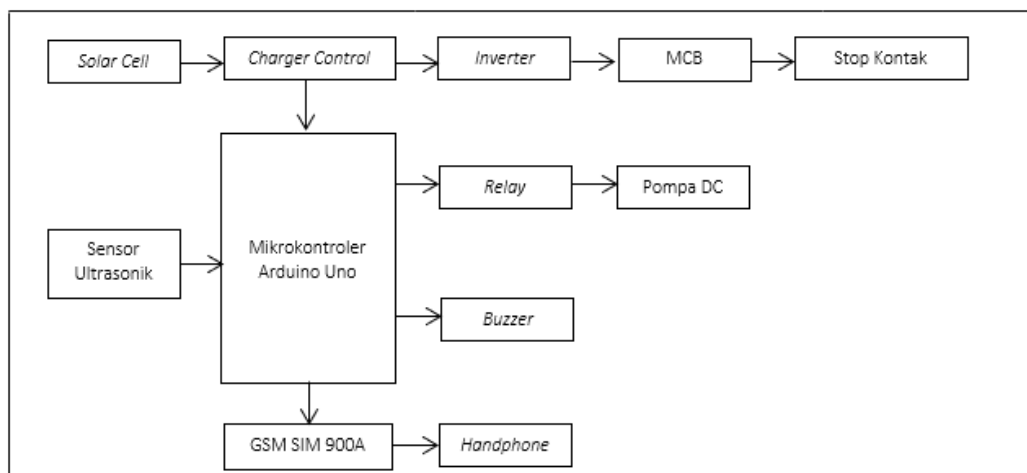 Solar Cell
Charger Control
Inverter
MCB
Stop Kontak
Relay
Pompa DC
Sensor
Ultrasonik
Mikrokontroler
Arduino Uno
Buzzer
GSM SIM 900A
Handphone